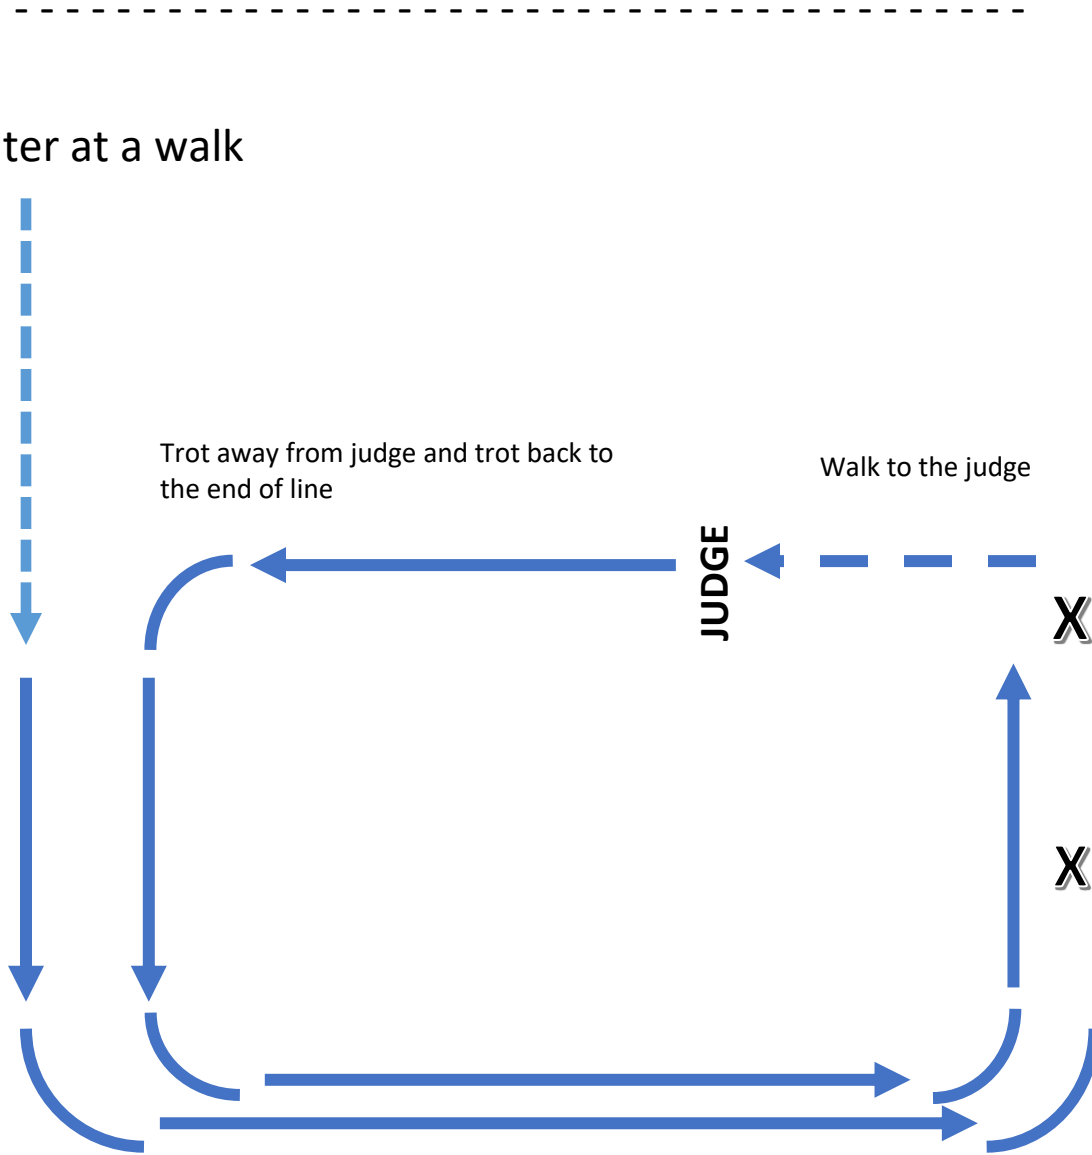 ter at a walk
Trot away from judge and trot back to
the end of line
Walk to the judge
JUDGE
X
X